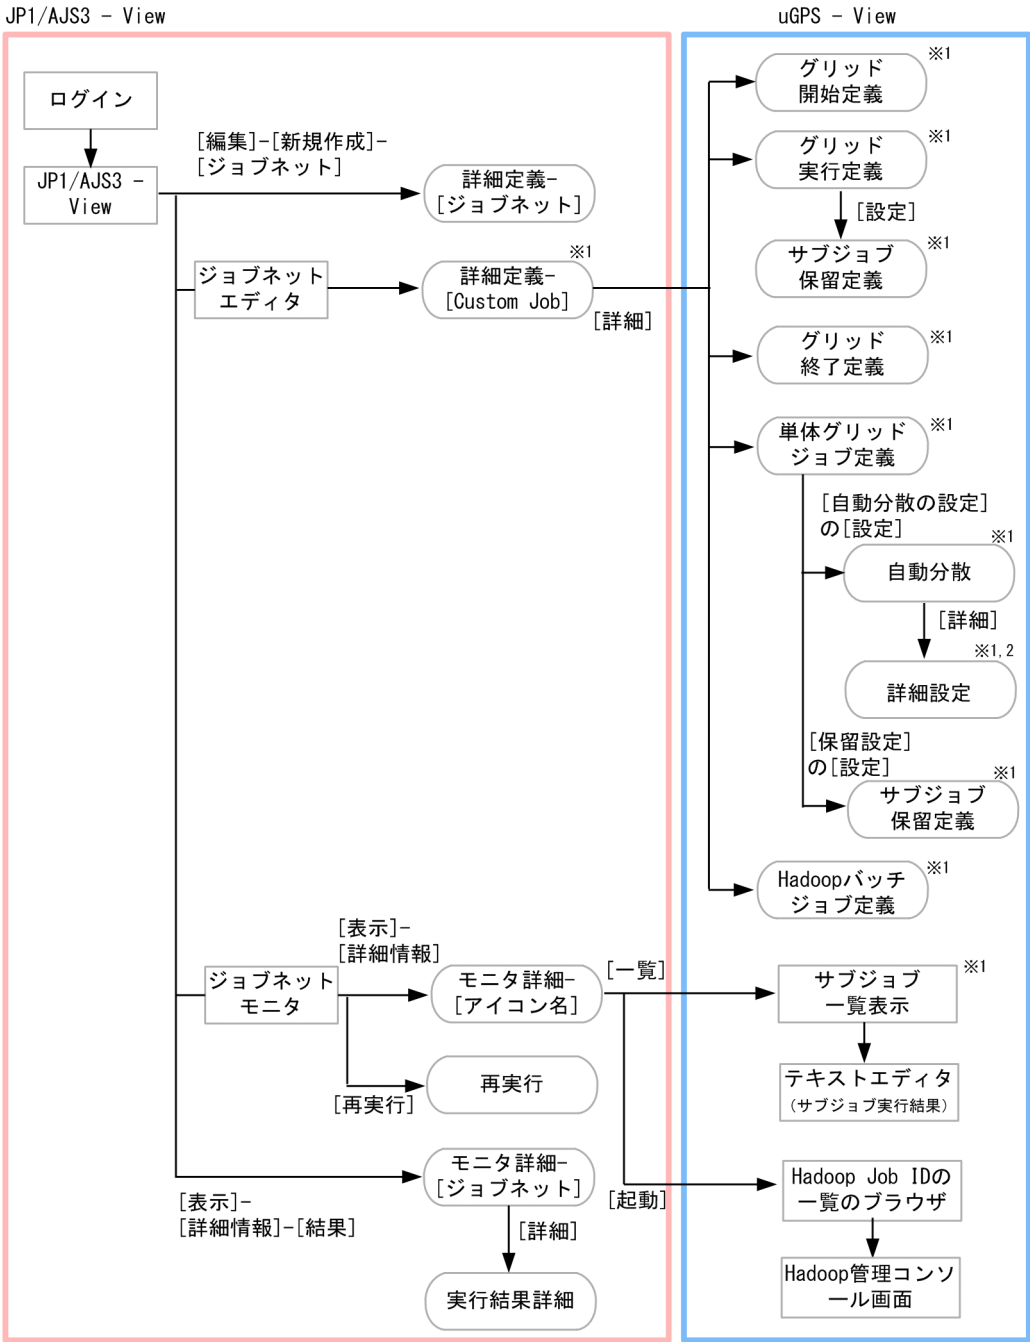 JP1/AJS3 - View
ログイン
JP1/AJS3 -
View
[編集]-[新規作成]-
[ジョブネット]
詳細定義-
[ジョブネット]
ジョブネット
エディタ
※1
詳細定義-
[Custom Job]
[詳細]
[表示]-
[詳細情報]
ジョブネット
モニタ
モニタ詳細-
[アイコン名]
[一覧]
[再実行]
再実行
[表示]-
[詳細情報]-[結果]
モニタ詳細-
[ジョブネット]
[起動]
[詳細]
実行結果詳細
uGPS - View
※1
グリッド
開始定義
※1
グリッド
実行定義
[設定]
※1
サブジョブ
保留定義
※1
グリッド
終了定義
※1
単体グリッド
ジョブ定義
[自動分散の設定]
の[設定]
※1
自動分散
[詳細]
※1,2
詳細設定
[保留設定]
の[設定]
※1
サブジョブ
保留定義
※1
Hadoopバッチ
ジョブ定義
※1
サブジョブ
一覧表示
テキストエディタ
(サブジョブ実行結果)
Hadoop Job IDの
一覧のブラウザ
Hadoop管理コンソ
ール画面